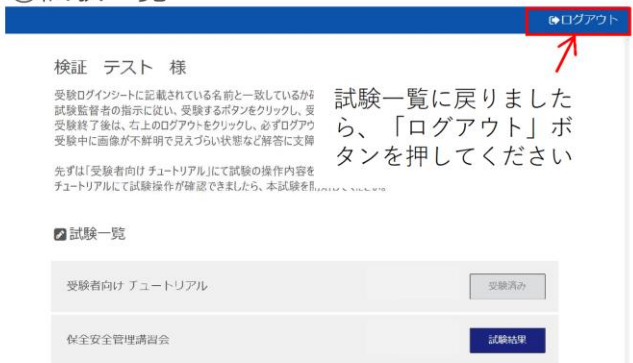 ログアウト
検証 テスト 様
受験ログインシートに記載されている名前と一致しているか
試験監督者の指示に従い、受験するボタンをクリックし、受
受験終了後は、右上のログアウトをクリックし、必ずログアウ
受験中に画像が不鮮明で見えづらい状態など解答に支障
先ずは「受験者向け チュートリアル」にて試験の操作内容を
チュートリアルにて試験操作が確認できましたら、本試験を
試験一覧に戻りました
ら、「ログアウト」ボ
タンを押してください
試験一覧
受験者向け チュートリアル
受験済み
保全安全管理講習会
試験結果